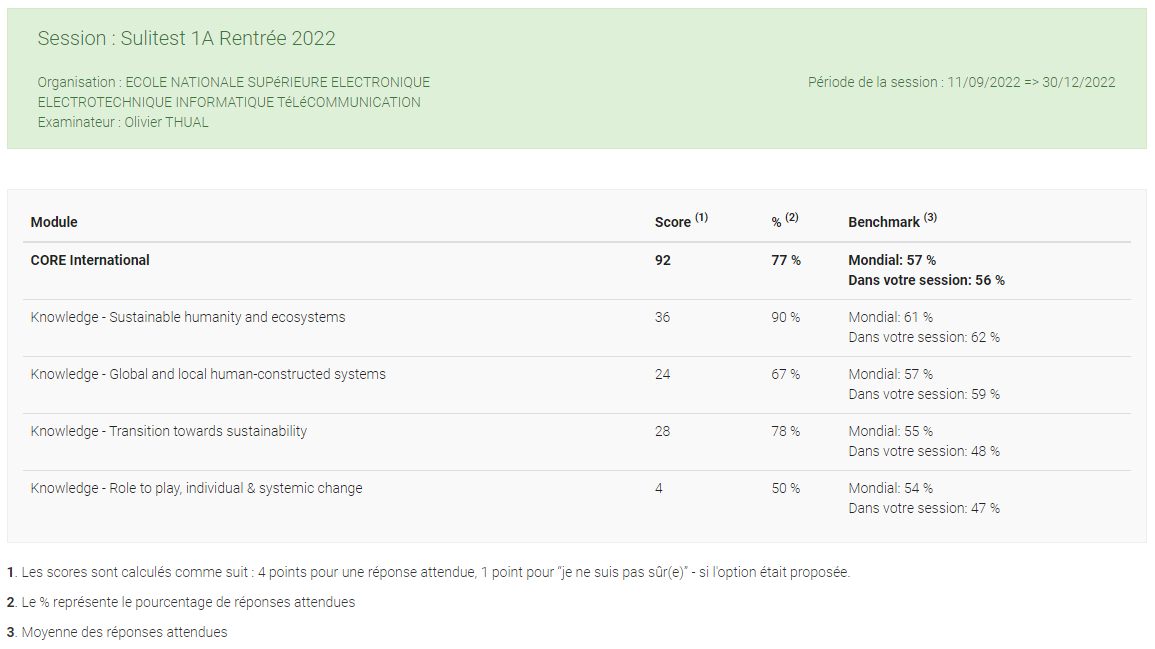 Session : Sulitest 1A Rentrée 2022
Organisation : ECOLE NATIONALE SUPéRIEURE ELECTRONIQUE
ELECTROTECHNIQUE INFORMATIQUE TéLéCOMMUNICATION
Examinateur : Olivier THUAL
Période de la session : 11/09/2022 => 30/12/2022
Module Score (1) % (2) Benchmark (3)
CORE International 92 77 % Mondial: 57 %
Dans votre session: 56 %
Knowledge - Sustainable humanity and ecosystems 36 90 % Mondial: 61 %
Dans votre session: 62 %
Knowledge - Global and local human-constructed systems 24 67 % Mondial: 57 %
Dans votre session: 59 %
Knowledge - Transition towards sustainability 28 78 % Mondial: 55 %
Dans votre session: 48 %
Knowledge - Role to play, individual & systemic change 4 50 % Mondial: 54 %
Dans votre session: 47 %
1. Les scores sont calculés comme suit : 4 points pour une réponse attendue, 1 point pour “je ne suis pas sûr(e)” - si l'option était proposée.
2. Le % représente le pourcentage de réponses attendues
3. Moyenne des réponses attendues